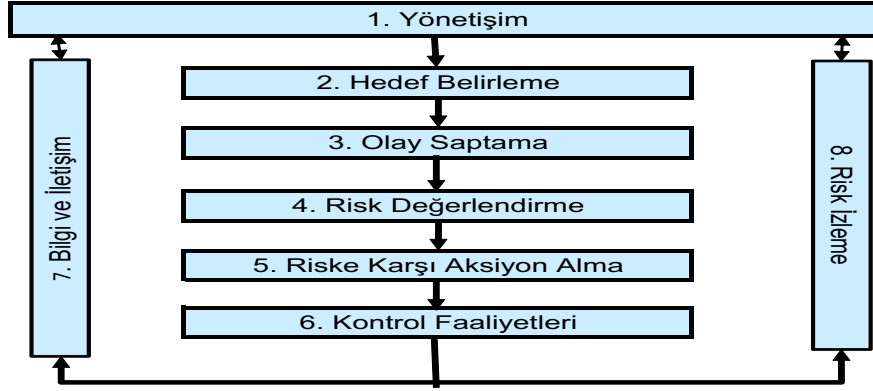 1. Yönetişim
2. Hedef Belirleme
3. Olay Saptama
4. Risk Değerlendirme
5. Riske Karşı Aksiyon Alma
6. Kontrol Faaliyetleri
7. Bilgi ve İletişim
8. Risk İzleme